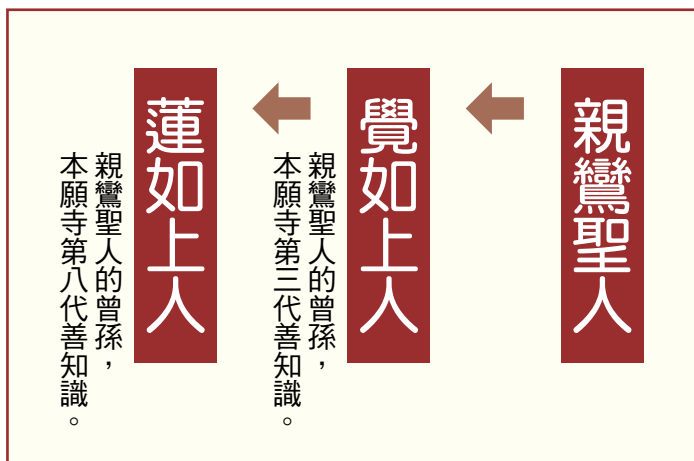 親鸞聖人
覺如上人
親鸞聖人的曾孫，
本願寺第三代善知識。
蓮如上人
親鸞聖人的曾孫，
本願寺第八代善知識。